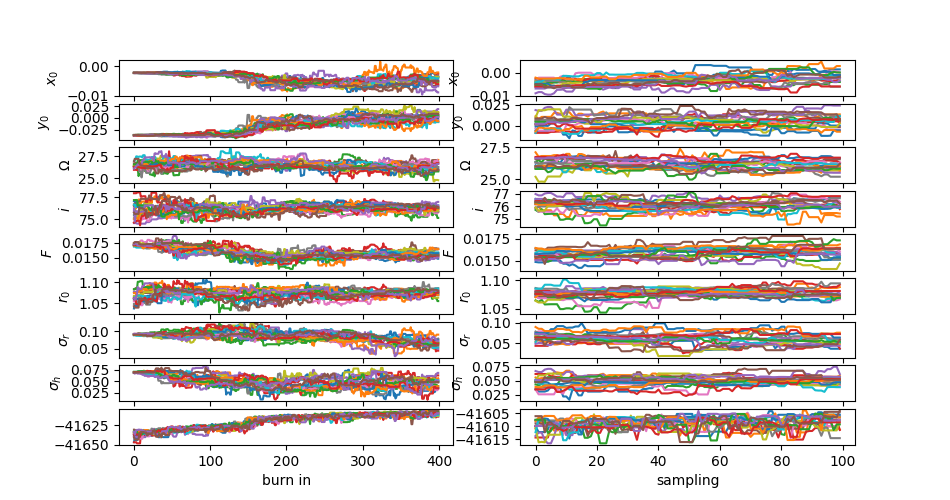 x₀ 0.00 −0.01
y₀ 0.025 0.000 −0.025
Ω 27.5 25.0
i 77.5 75.0
F 0.0175 0.0150
r₀ 1.10 1.05
σᵣ 0.10 0.05
σₕ 0.075 0.050 0.025
−41625 −41650
0 100 200 300 400
burn in
x₀ 0.00 −0.01
y₀ 0.025 0.000
Ω 27.5 25.0
i 77 76 75
F 0.0175 0.0150
r₀ 1.10 1.05
σᵣ 0.10 0.05
σₕ 0.075 0.050 0.025
−41605 −41610 −41615
0 20 40 60 80 100
sampling